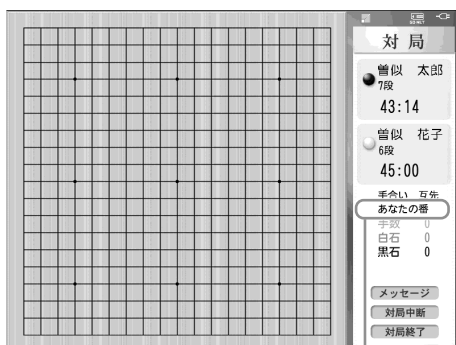 対局
曽似 太郎
7段
43:14
曽似 花子
6段
45:00
手合い 互先
あなたの番
手数 0
白石 0
黒石 0
メッセージ
対局中断
対局終了